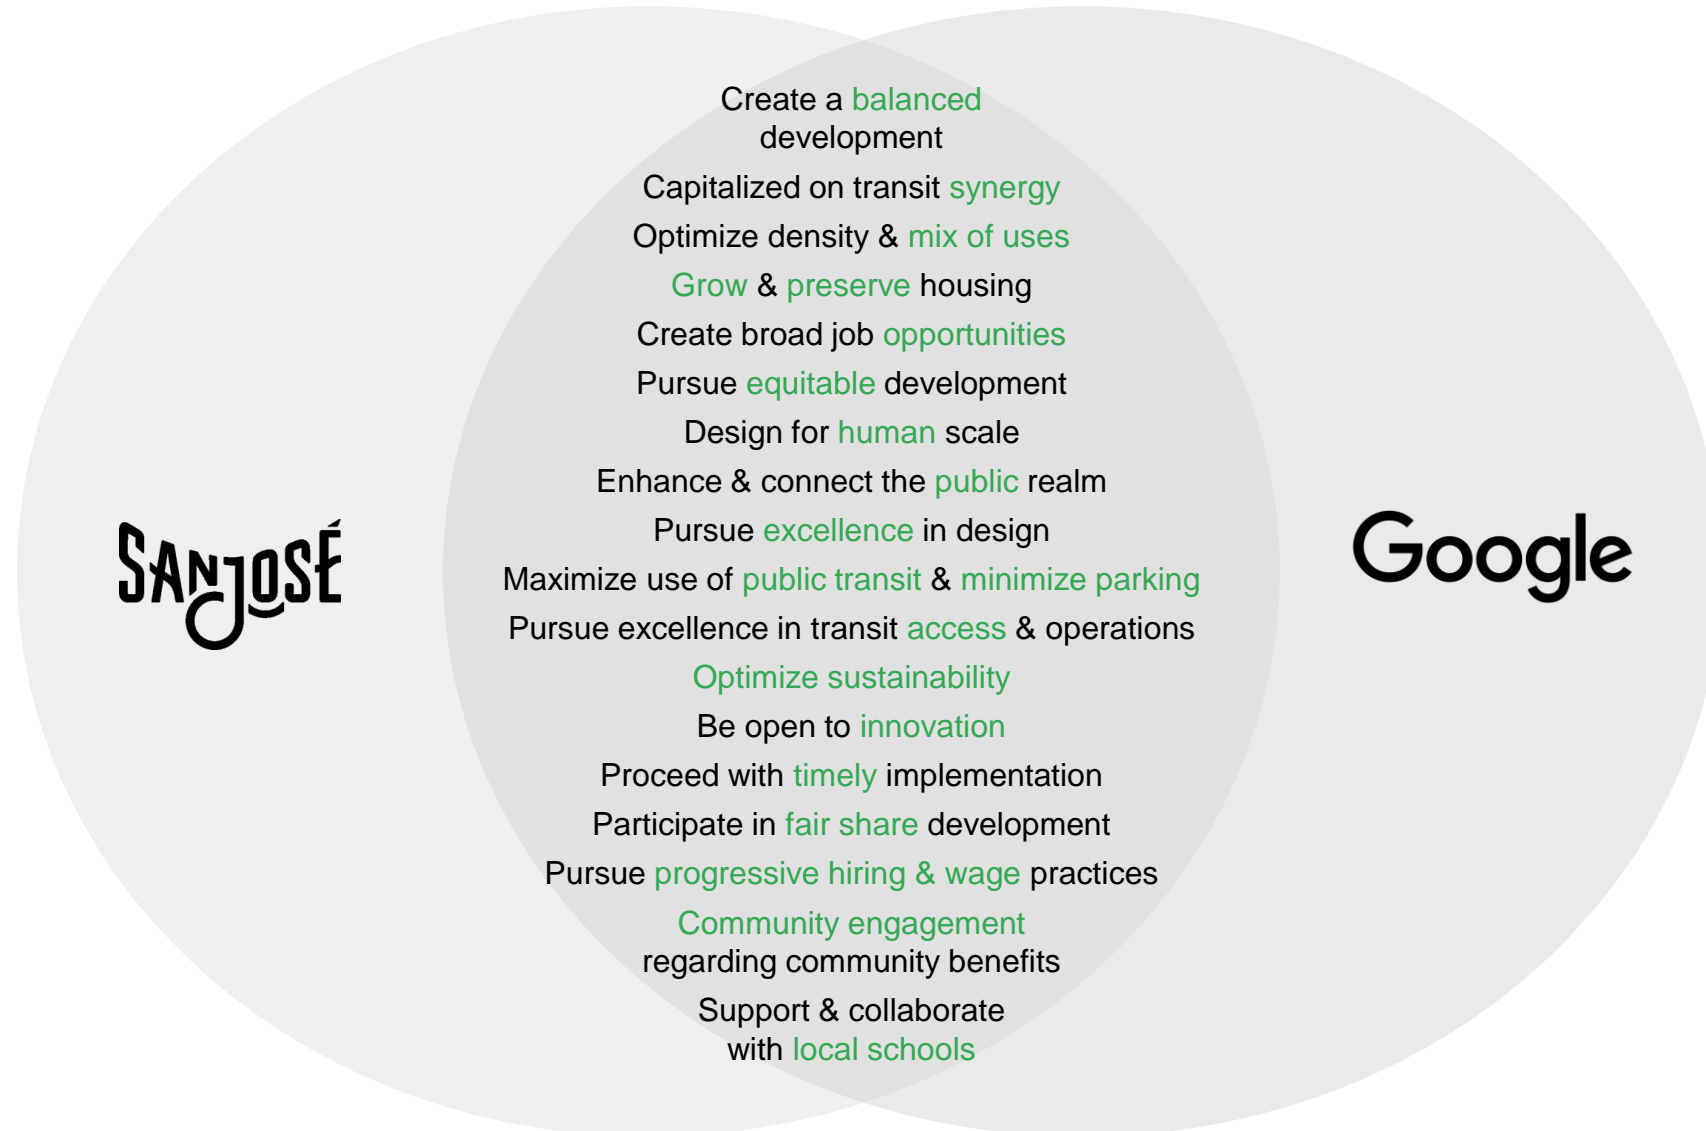 Create a balanced
development
Capitalized on transit synergy
Optimize density & mix of uses
Grow & preserve housing
Create broad job opportunities
Pursue equitable development
Design for human scale
Enhance & connect the public realm
Pursue excellence in design
SANJOSÉ
Google
Maximize use of public transit & minimize parking
Pursue excellence in transit access & operations
Optimize sustainability
Be open to innovation
Proceed with timely implementation
Participate in fair share development
Pursue progressive hiring & wage practices
Community engagement
regarding community benefits
Support & collaborate
with local schools